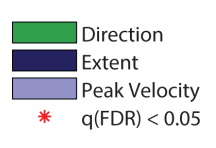 Direction
Extent
Peak Velocity
* q(FDR) < 0.05